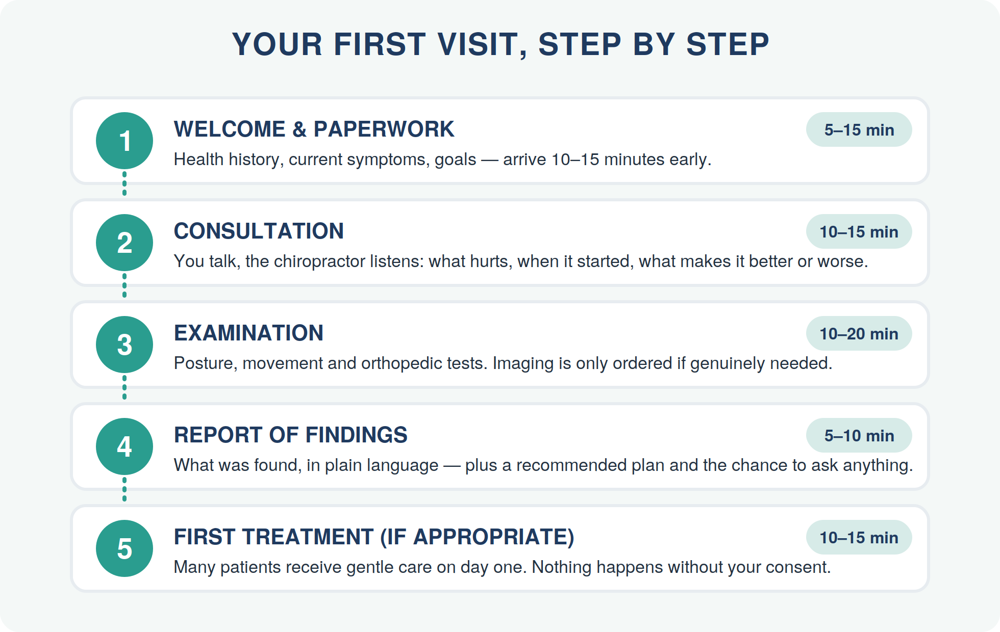 YOUR FIRST VISIT, STEP BY STEP
1
WELCOME & PAPERWORK
5–15 min
Health history, current symptoms, goals — arrive 10–15 minutes early.
2
CONSULTATION
10–15 min
You talk, the chiropractor listens: what hurts, when it started, what makes it better or worse.
3
EXAMINATION
10–20 min
Posture, movement and orthopedic tests. Imaging is only ordered if genuinely needed.
4
REPORT OF FINDINGS
5–10 min
What was found, in plain language — plus a recommended plan and the chance to ask anything.
5
FIRST TREATMENT (IF APPROPRIATE)
10–15 min
Many patients receive gentle care on day one. Nothing happens without your consent.